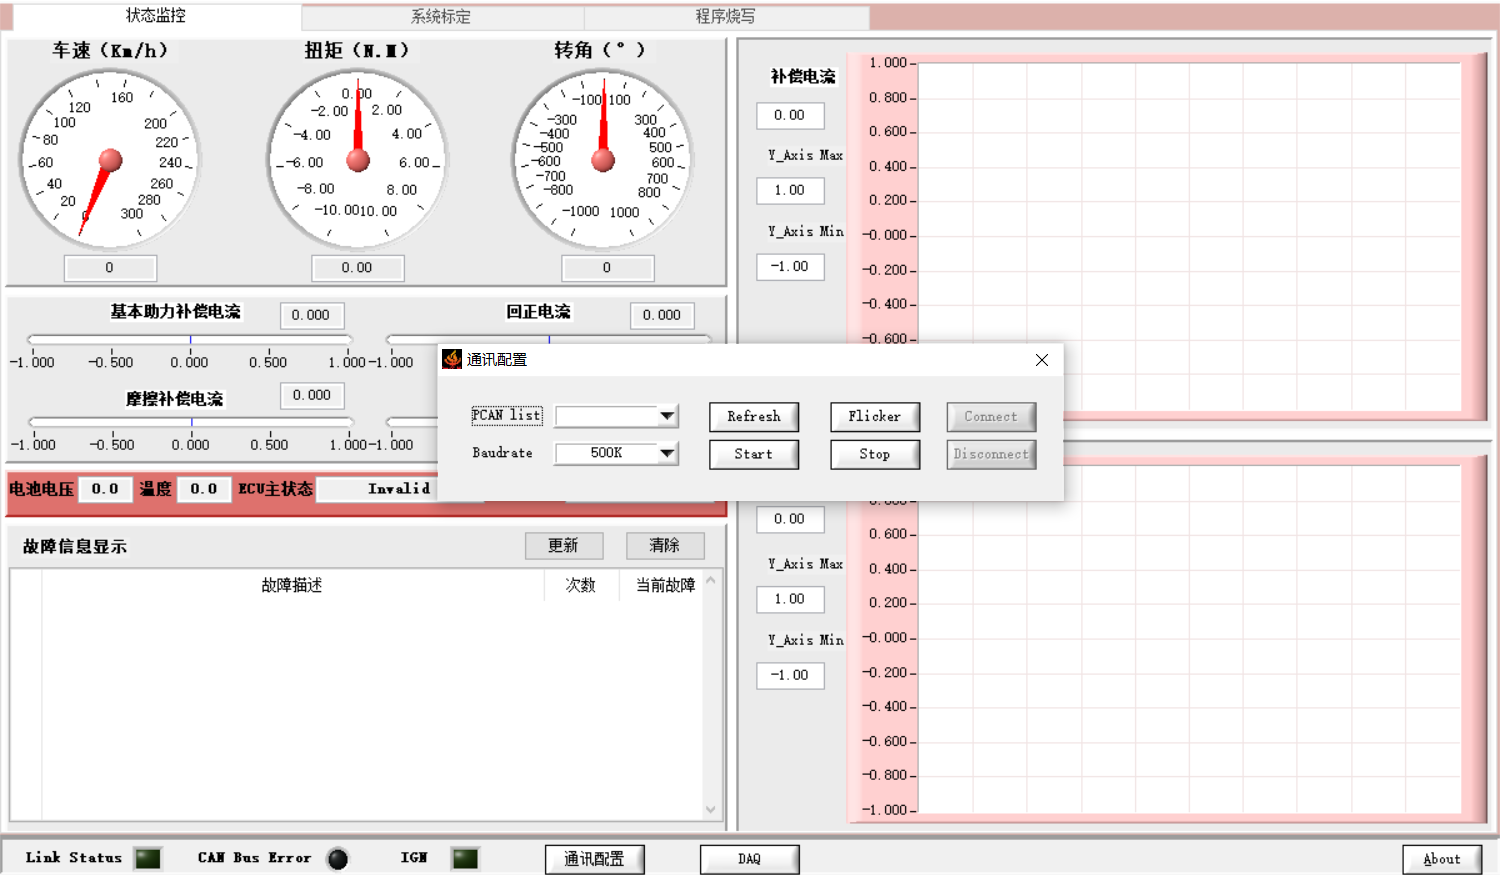 状态监控 系统标定 程序烧写
车速（Km/h） 扭矩（N.M） 转角（°）
0 20 40 60 80 100 120 160 200 220 240 260 280 300
-10.00 -8.00 -6.00 -4.00 -2.00 0.00 2.00 4.00 6.00 8.00 10.00
-1000 -800 -700 -600 -500 -400 -300 -100 100 300 400 500 600 700 800 1000
0 0.00 0
基本助力补偿电流 0.000 回正电流 0.000
-1.000 -0.500 0.000 0.500 1.000 -1.000
摩擦补偿电流 0.000
-1.000 -0.500 0.000 0.500 1.000 -1.000
电池电压 0.0 温度 0.0 ECU主状态 Invalid
故障信息显示 更新 清除
故障描述 次数 当前故障
补偿电流
0.00
Y_Axis Max
1.00
Y_Axis Min
-1.00
1.000
0.800
0.600
0.400
0.200
-0.000
-0.200
-0.400
-0.600
通讯配置
PCAN list Refresh Flicker Connect
Baudrate 500K Start Stop Disconnect
0.00
Y_Axis Max
1.00
Y_Axis Min
-1.00
0.600
0.400
0.200
-0.000
-0.200
-0.400
-0.600
-0.800
-1.000
Link Status CAN Bus Error IGN 通讯配置 DAQ About